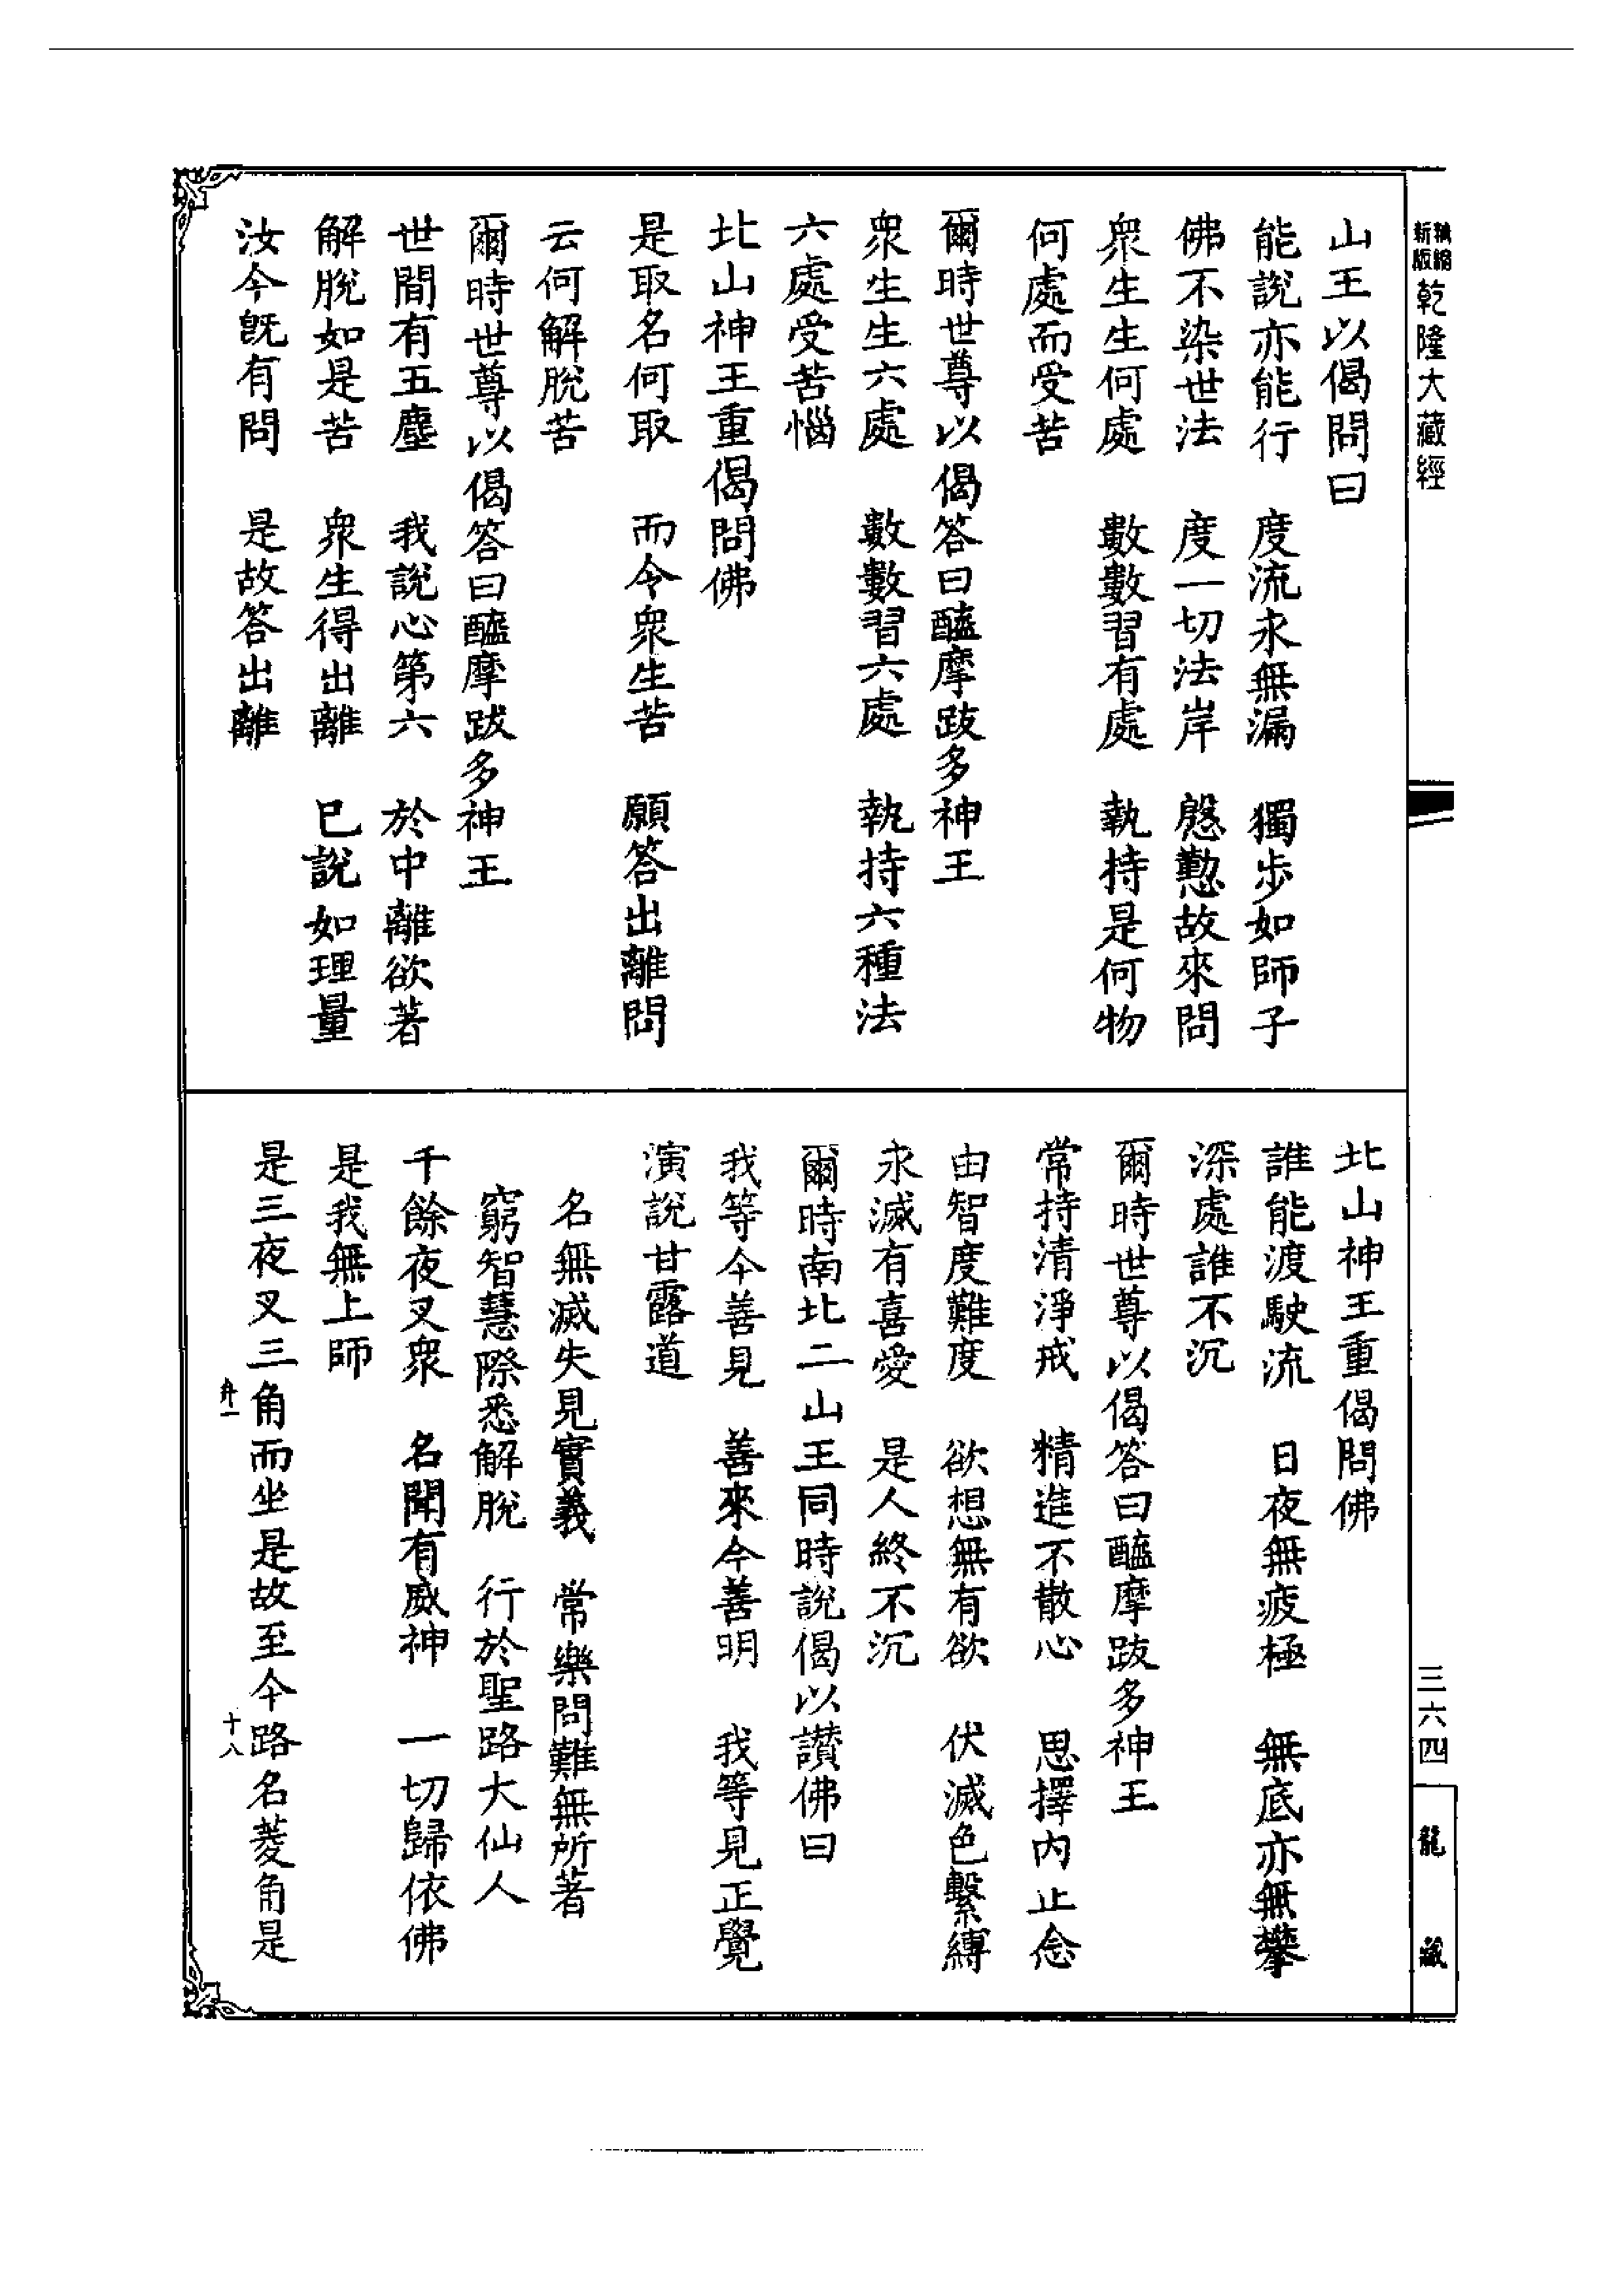 新版精縮乾隆大藏經
山王以偈問曰
能說亦能行　度流永無漏　獨步如師子
佛不染世法　度一切法岸　慇懃故來問
衆生生何處　數數習有處　執持是何物
何處而受苦
爾時世尊以偈答曰醯摩跋多神王
衆生生六處　數數習六處　執持六種法
六處受苦惱
北山神王重偈問佛
是取名何取　而令衆生苦　願答出離問
云何解脫苦
爾時世尊以偈答曰醯摩跋多神王
世間有五塵　我說心第六　於中離欲著
解脫如是苦　衆生得出離　已說如理量
汝今旣有問　是故答出離
北山神王重偈問佛
誰能渡駛流　日夜無疲極　無底亦無攀
深處誰不沉
爾時世尊以偈答曰醯摩跋多神王
常持清淨戒　精進不散心　思擇內止念
由智度難度　欲想無有欲　伏滅色繫縛
永滅有喜愛　是人終不沉
爾時南北二山王同時說偈以讚佛曰
我等今善見　善來今善明　我等見正覺
演說甘露道
名無滅失見實義　常樂問難無所著
窮智慧際悉解脫　行於聖路大仙人
千餘夜叉衆　名聞有威神　一切歸依佛
是我無上師
是三夜叉三角而坐是故至今路名菱角是
十八
三六四
龍藏